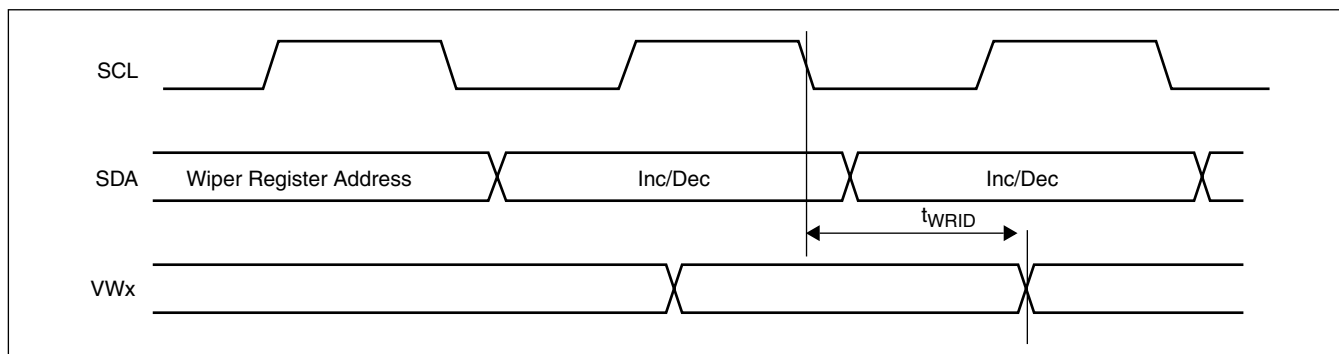 SCL
SDA Wiper Register Address Inc/Dec Inc/Dec
tWRID
VWx